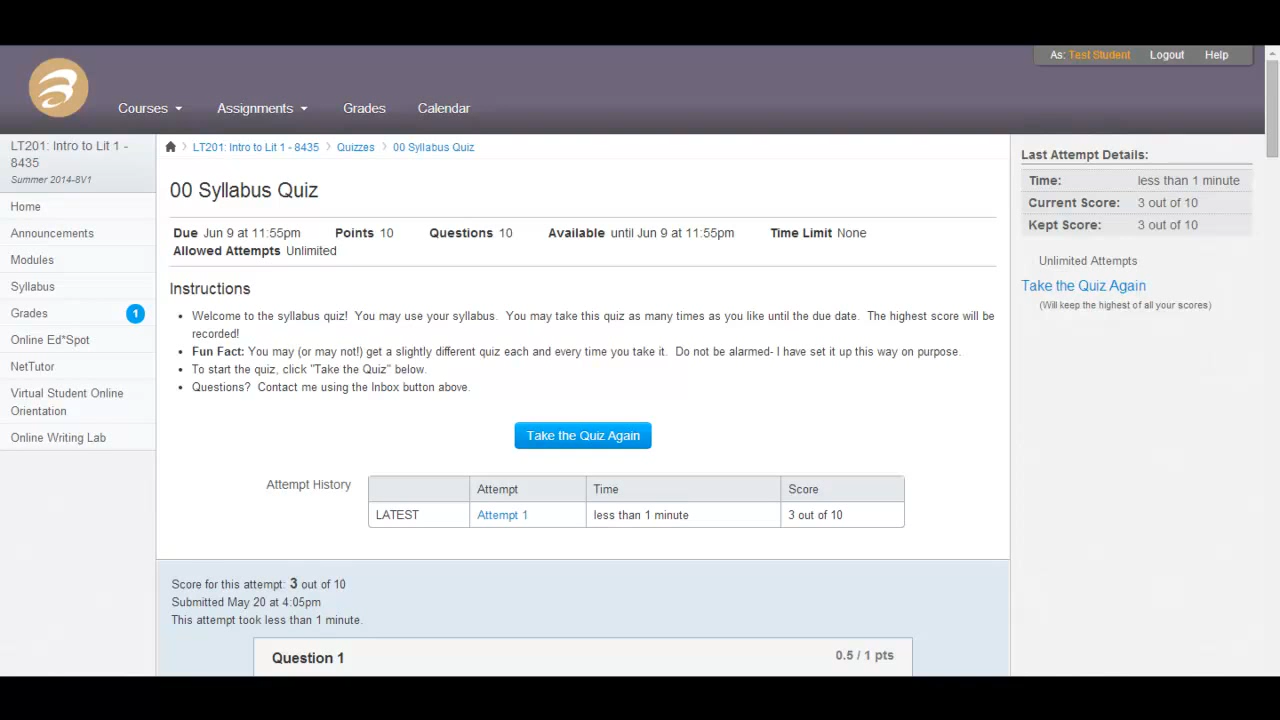 As: Test Student Logout Help
Courses Assignments Grades Calendar
LT201: Intro to Lit 1 -
8435
Summer 2014-8V1
Home
Announcements
Modules
Syllabus
Grades 1
Online Ed*Spot
NetTutor
Virtual Student Online
Orientation
Online Writing Lab
LT201: Intro to Lit 1 - 8435 Quizzes 00 Syllabus Quiz
00 Syllabus Quiz
Due Jun 9 at 11:55pm Points 10 Questions 10 Available until Jun 9 at 11:55pm Time Limit None
Allowed Attempts Unlimited
Instructions
• Welcome to the syllabus quiz! You may use your syllabus. You may take this quiz as many times as you like until the due date. The highest score will be
recorded!
• Fun Fact: You may (or may not!) get a slightly different quiz each and every time you take it. Do not be alarmed- I have set it up this way on purpose.
• To start the quiz, click "Take the Quiz" below.
• Questions? Contact me using the Inbox button above.
Take the Quiz Again
Attempt History
Attempt Time Score
LATEST Attempt 1 less than 1 minute 3 out of 10
Score for this attempt: 3 out of 10
Submitted May 20 at 4:05pm
This attempt took less than 1 minute.
Question 1 0.5 / 1 pts
Last Attempt Details:
Time: less than 1 minute
Current Score: 3 out of 10
Kept Score: 3 out of 10
Unlimited Attempts
Take the Quiz Again
(Will keep the highest of all your scores)